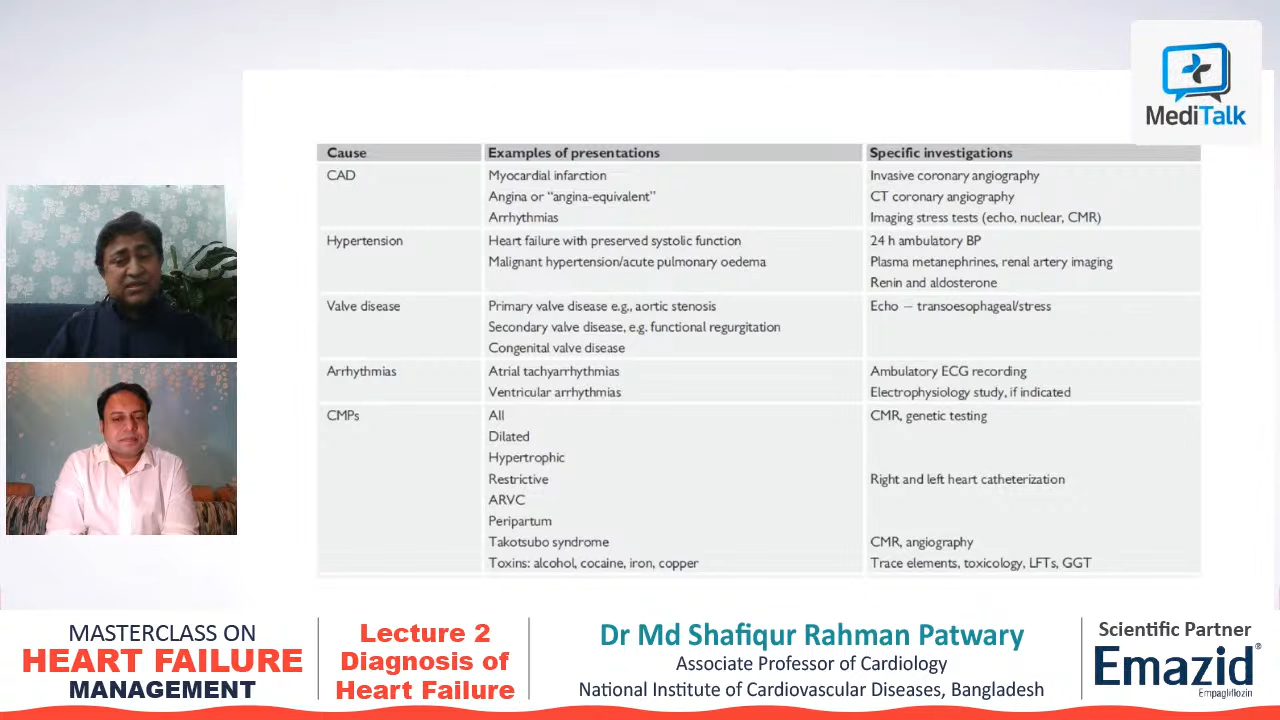 MediTalk
Cause Examples of presentations Specific investigations
CAD Myocardial infarction Invasive coronary angiography
Angina or “angina-equivalent” CT coronary angiography
Arrhythmias Imaging stress tests (echo, nuclear, CMR)
Hypertension Heart failure with preserved systolic function 24 h ambulatory BP
Malignant hypertension/acute pulmonary oedema Plasma metanephrines, renal artery imaging
Renin and aldosterone
Valve disease Primary valve disease e.g., aortic stenosis Echo – transoesophageal/stress
Secondary valve disease, e.g. functional regurgitation
Congenital valve disease
Arrhythmias Atrial tachyarrhythmias Ambulatory ECG recording
Ventricular arrhythmias Electrophysiology study, if indicated
CMPs All CMR, genetic testing
Dilated
Hypertrophic
Restrictive Right and left heart catheterization
ARVC
Peripartum
Takotsubo syndrome CMR, angiography
Toxins: alcohol, cocaine, iron, copper Trace elements, toxicology, LFTs, GGT
MASTERCLASS ON
HEART FAILURE
MANAGEMENT
Lecture 2
Diagnosis of
Heart Failure
Dr Md Shafiqur Rahman Patwary
Associate Professor of Cardiology
National Institute of Cardiovascular Diseases, Bangladesh
Scientific Partner
Emazid®
Empagliflozin